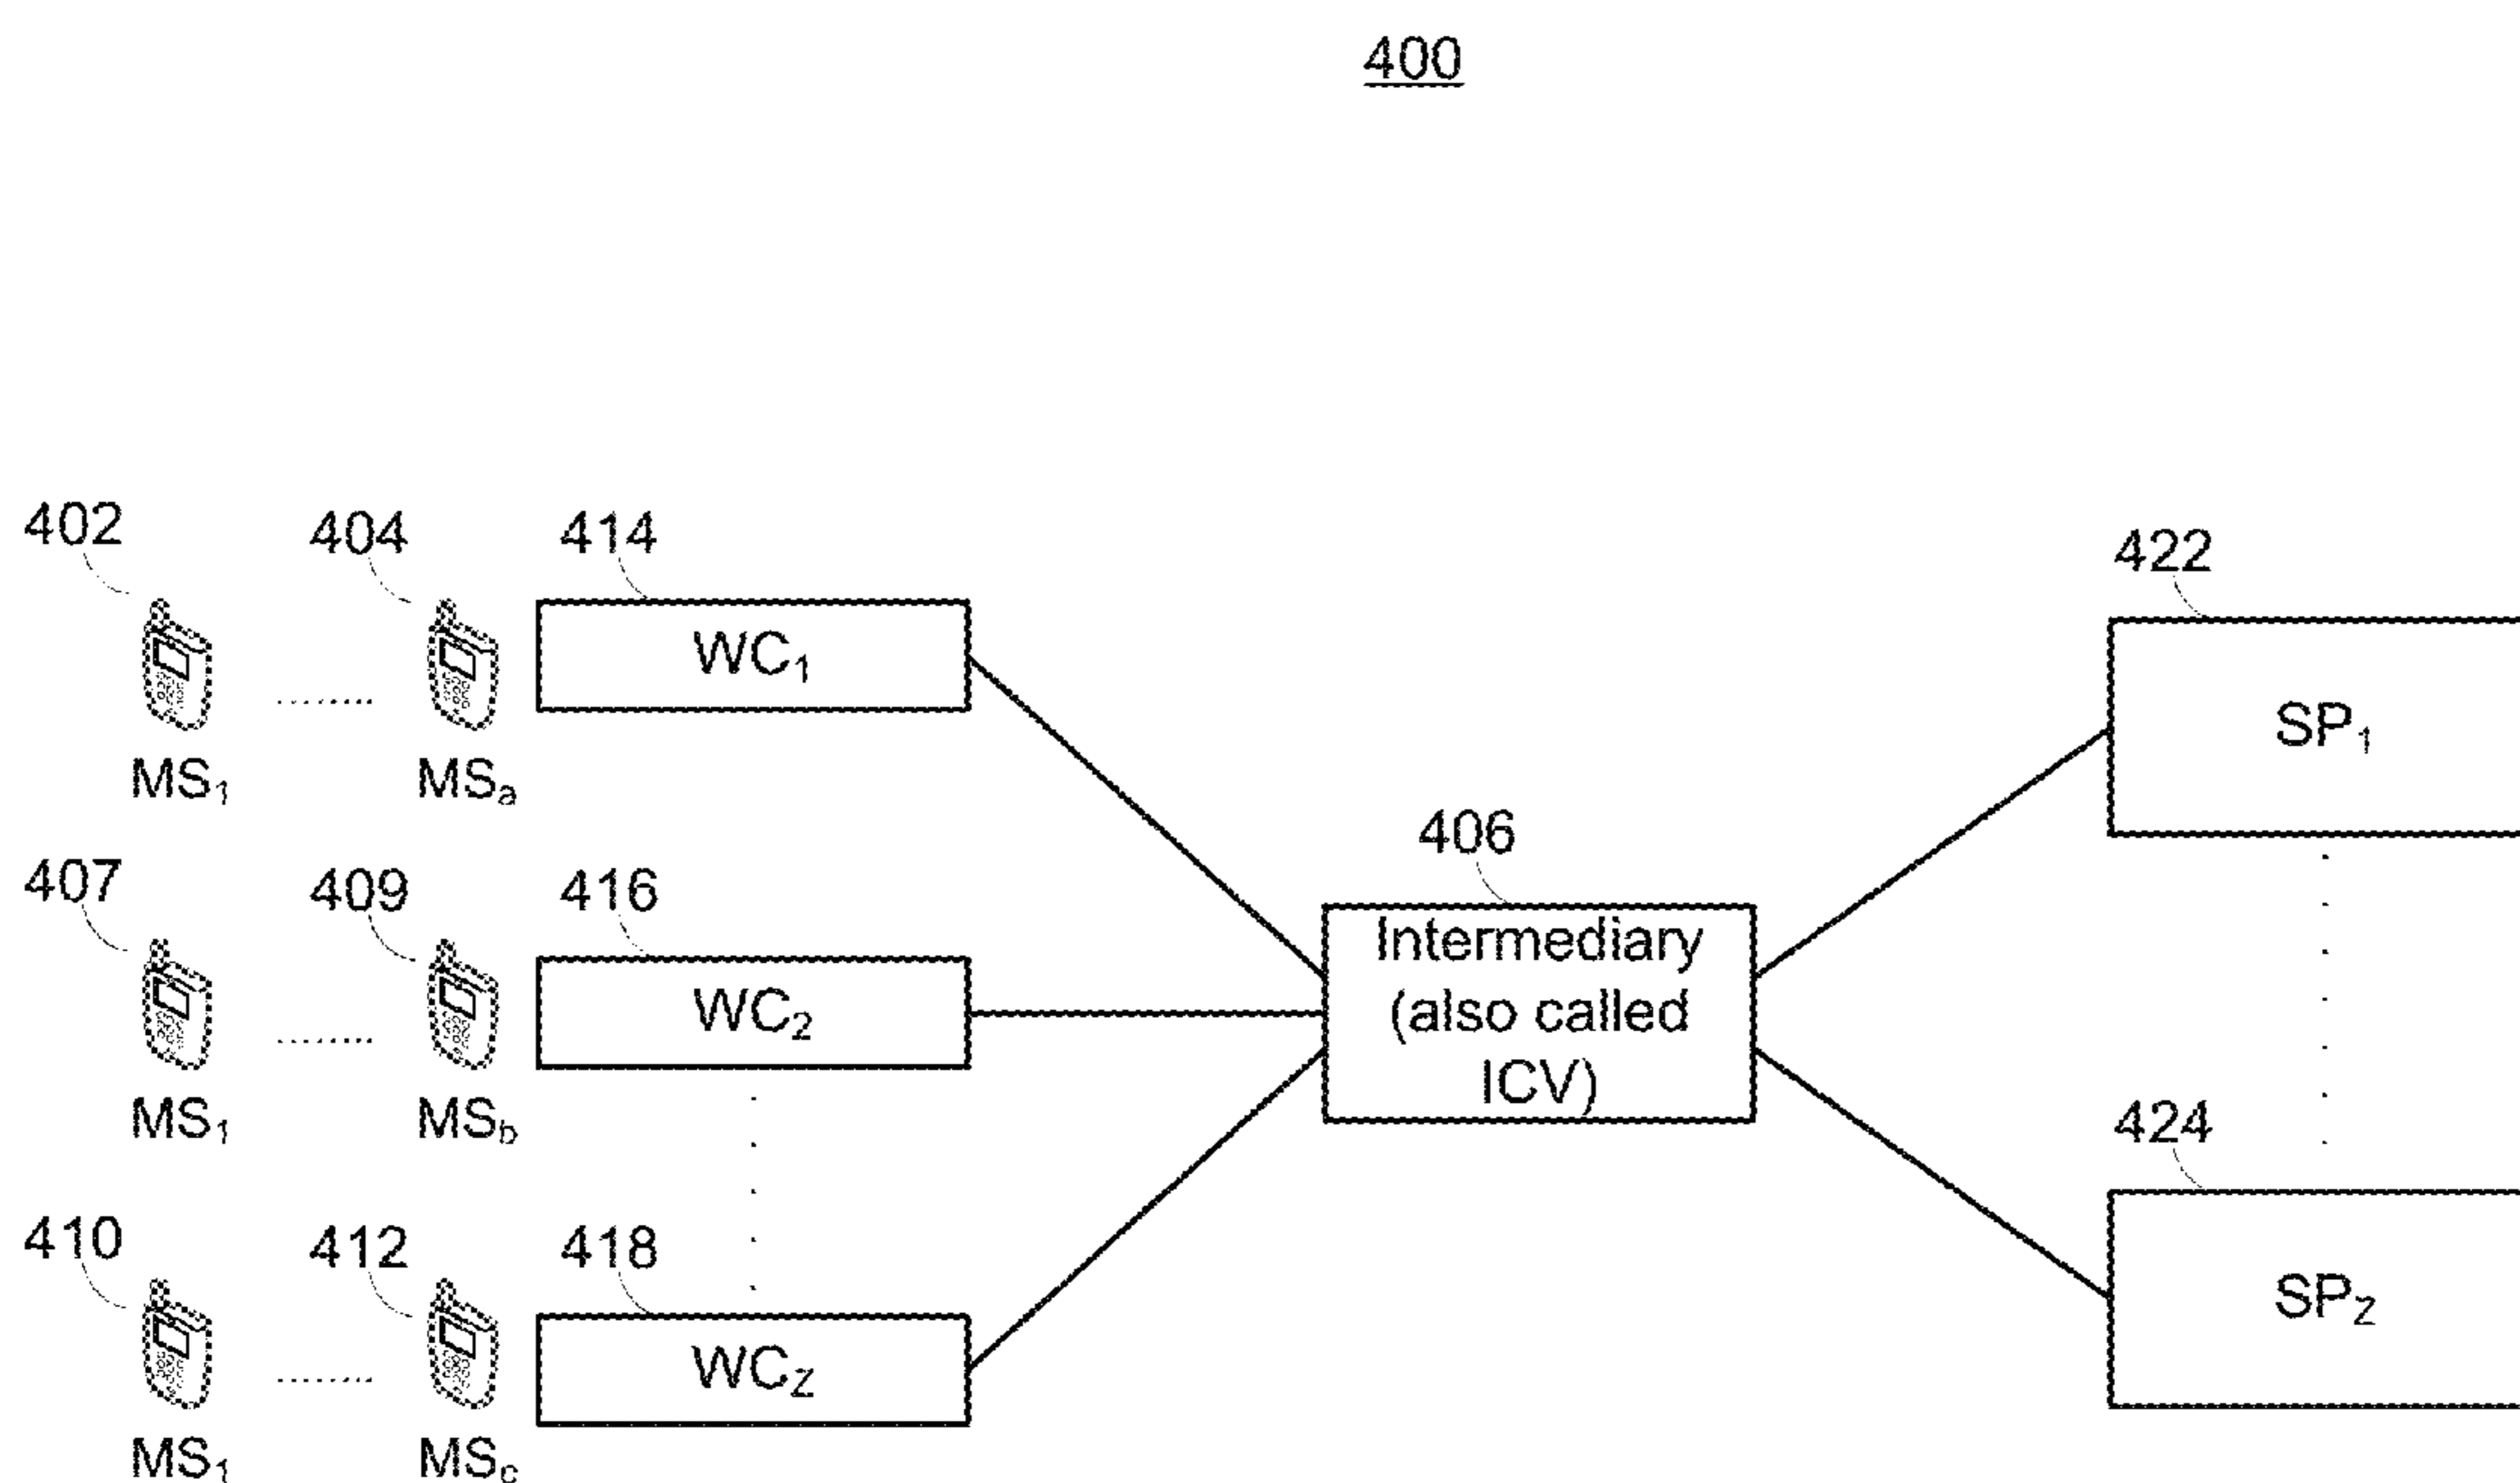 400
402
404
414
422
WC₁
SP₁
MS₁
MSₐ
406
407
409
416
Intermediary
(also called
ICV)
WC₂
MS₁
MSb
424
410
412
418
SP₂
WCZ
MS₁
MSc